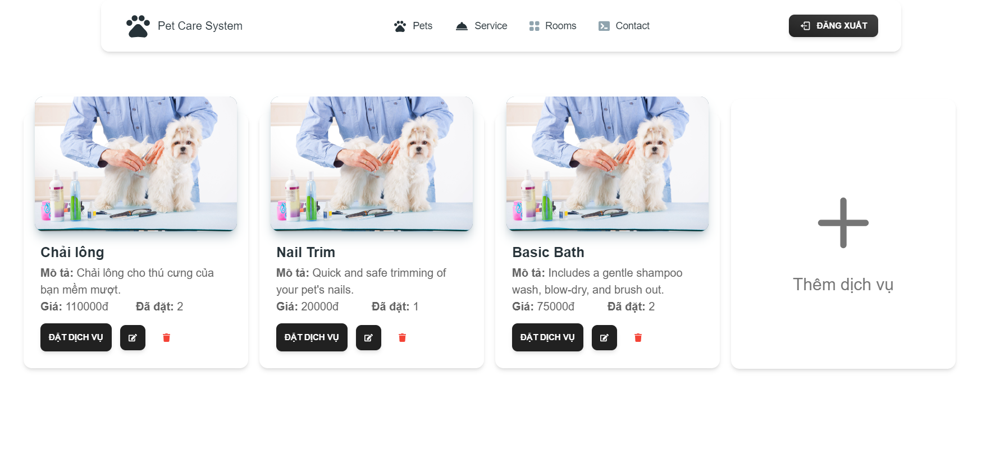 Pet Care System
Pets
Service
Rooms
Contact
ĐĂNG XUẤT
Chải lông
Mô tả: Chải lông cho thú cưng của
bạn mềm mượt.
Giá: 110000đ Đã đặt: 2
ĐẶT DỊCH VỤ
Nail Trim
Mô tả: Quick and safe trimming of
your pet's nails.
Giá: 20000đ Đã đặt: 1
ĐẶT DỊCH VỤ
Basic Bath
Mô tả: Includes a gentle shampoo
wash, blow-dry, and brush out.
Giá: 75000đ Đã đặt: 2
ĐẶT DỊCH VỤ
Thêm dịch vụ